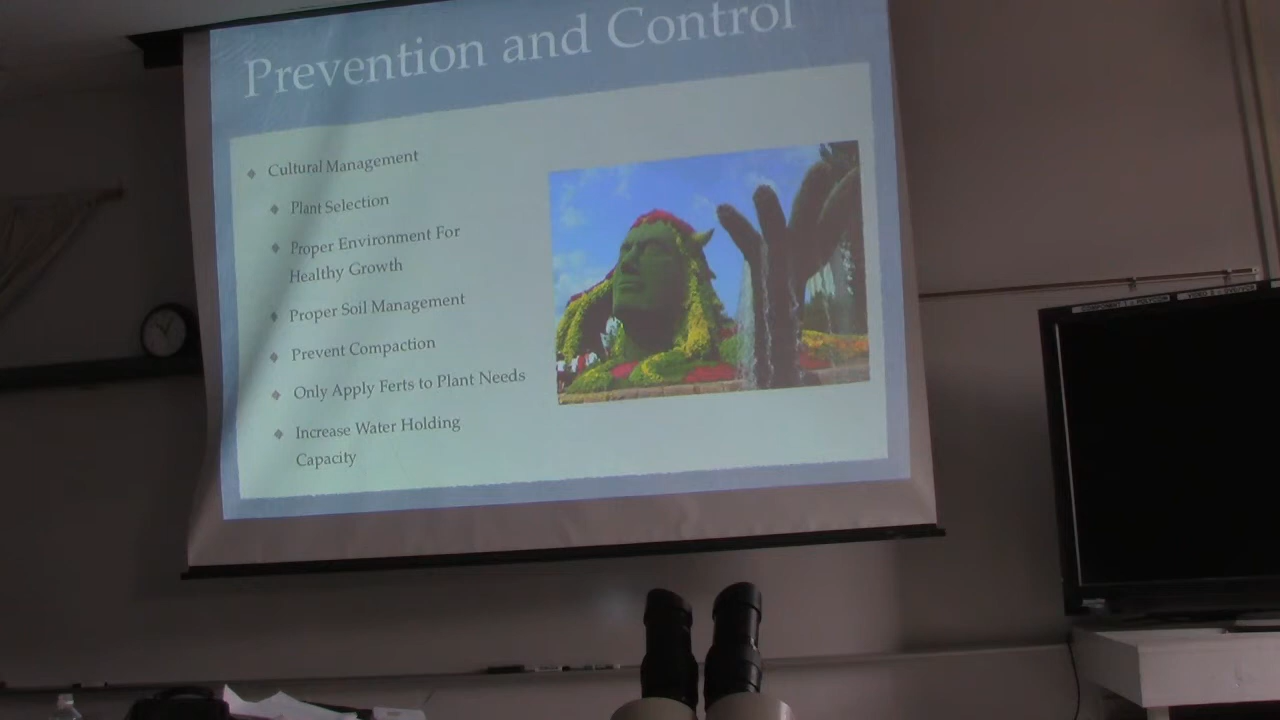 Prevention and Control
Cultural Management
Plant Selection
Proper Environment For
Healthy Growth
Proper Soil Management
Prevent Compaction
Only Apply Ferts to Plant Needs
Increase Water Holding
Capacity